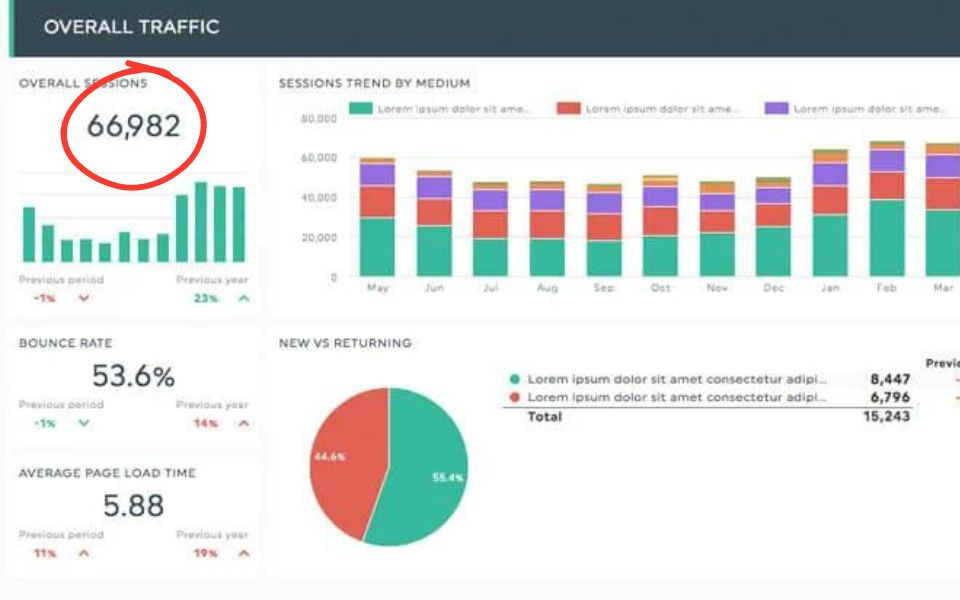 OVERALL TRAFFIC
OVERALL SESSIONS
66,982
Previous period
Previous year
-1%
23%
SESSIONS TREND BY MEDIUM
Lorem ipsum dolor sit ame...
Lorem ipsum dolor sit ame...
Lorem ipsum dolor sit ame...
80,000
60,000
40,000
20,000
0
May Jun Jul Aug Sep Oct Nov Dec Jan Feb Mar
BOUNCE RATE
53.6%
Previous period
Previous year
-1%
14%
AVERAGE PAGE LOAD TIME
5.88
Previous period
Previous year
11%
19%
NEW VS RETURNING
44.6%
55.4%
Lorem ipsum dolor sit amet consectetur adipi... 8,447
Lorem ipsum dolor sit amet consectetur adipi... 6,796
Total 15,243